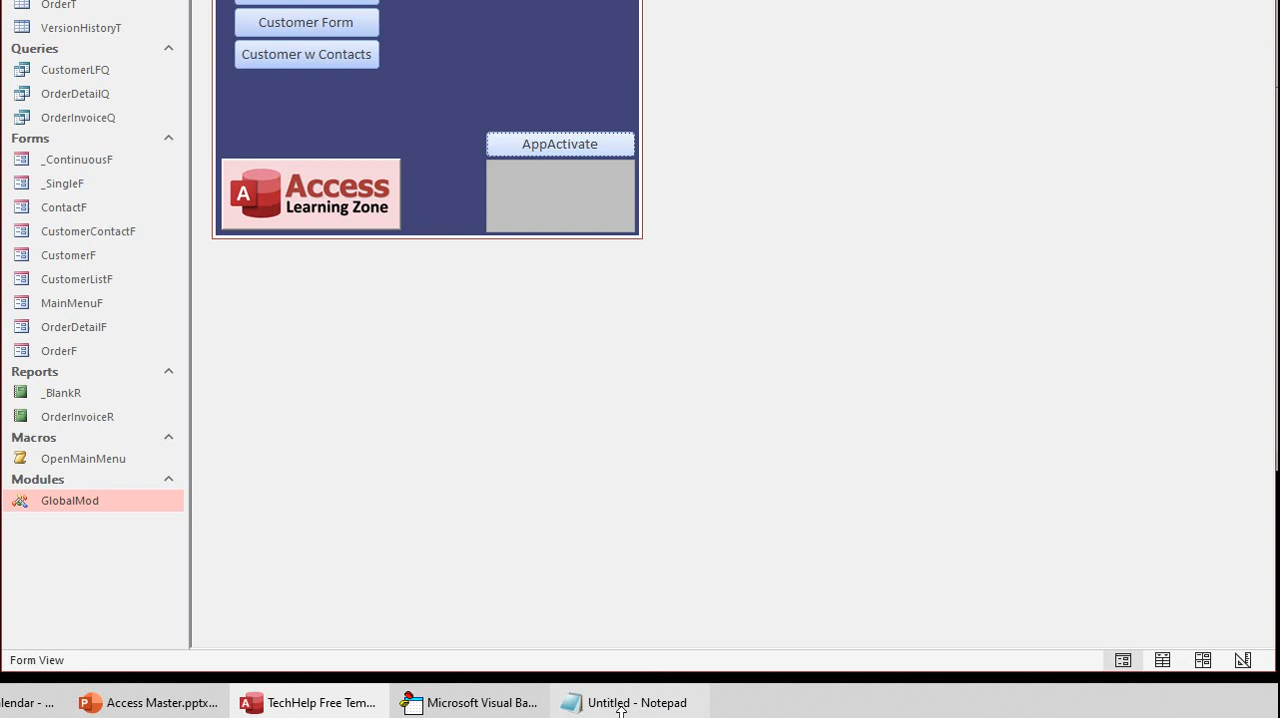 OrderT
VersionHistoryT
Queries
CustomerLFQ
OrderDetailQ
OrderInvoiceQ
Forms
_ContinuousF
_SingleF
ContactF
CustomerContactF
CustomerF
CustomerListF
MainMenuF
OrderDetailF
OrderF
Reports
_BlankR
OrderInvoiceR
Macros
OpenMainMenu
Modules
GlobalMod
Customer Form
Customer w Contacts
AppActivate
A Access
Learning Zone
Form View
lendar - ...
Access Master.pptx...
TechHelp Free Tem...
Microsoft Visual Ba...
Untitled - Notepad